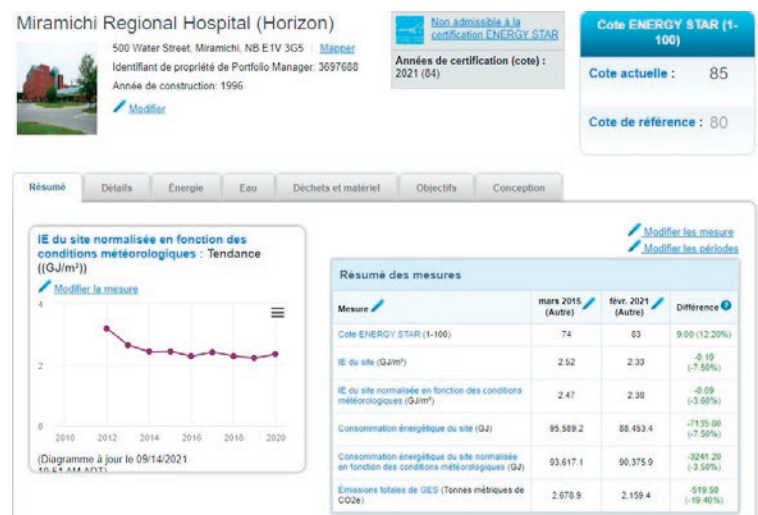 Miramichi Regional Hospital (Horizon)
500 Water Street, Miramichi, NB E1V 3G5 | Mapper
Identifiant de propriété de Portfolio Manager: 3697688
Année de construction: 1996
Modifier
Non admissible à la
certification ENERGY STAR
Années de certification (cote) :
2021 (84)
Cote ENERGY STAR (1-
100)
Cote actuelle : 85
Cote de référence : 80
Résumé Détails Énergie Eau Déchets et matériel Objectifs Conception
IE du site normalisée en fonction des
conditions météorologiques : Tendance
((GJ/m²))
Modifier la mesure
4
2
0
2010 2012 2014 2016 2018 2020
(Diagramme à jour le 09/14/2021
10:51 AM ADT)
Modifier les mesure
Modifier les périodes
Résumé des mesures
Mesure mars 2015 (Autre) févr. 2021 (Autre) Différence
Cote ENERGY STAR (1-100) 74 83 9.00 (12.20%)
IE du site (GJ/m²) 2.52 2.33 -0.19 (-7.50%)
IE du site normalisée en fonction des conditions
météorologiques (GJ/m²) 2.47 2.38 -0.09 (-3.60%)
Consommation énergétique du site (GJ) 95,589.2 88,453.4 -7135.80 (-7.50%)
Consommation énergétique du site normalisée
en fonction des conditions météorologiques (GJ) 93,617.1 90,375.9 -3241.20 (-3.50%)
Émissions totales de GES (Tonnes métriques de
CO2e) 2,678.9 2,159.4 -519.50 (-19.40%)